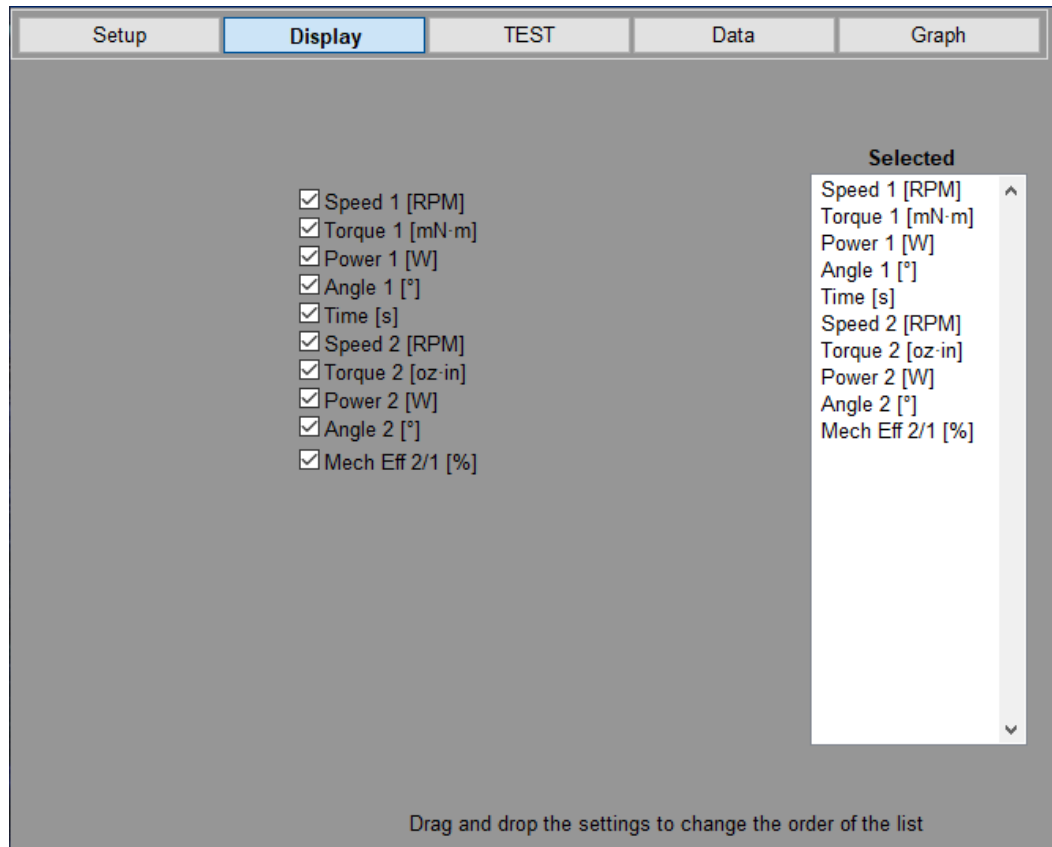 Setup Display TEST Data Graph
Selected
Speed 1 [RPM]
Torque 1 [mN·m]
Power 1 [W]
Angle 1 [°]
Time [s]
Speed 2 [RPM]
Torque 2 [oz·in]
Power 2 [W]
Angle 2 [°]
Mech Eff 2/1 [%]
Speed 1 [RPM]
Torque 1 [mN·m]
Power 1 [W]
Angle 1 [°]
Time [s]
Speed 2 [RPM]
Torque 2 [oz·in]
Power 2 [W]
Angle 2 [°]
Mech Eff 2/1 [%]
Drag and drop the settings to change the order of the list